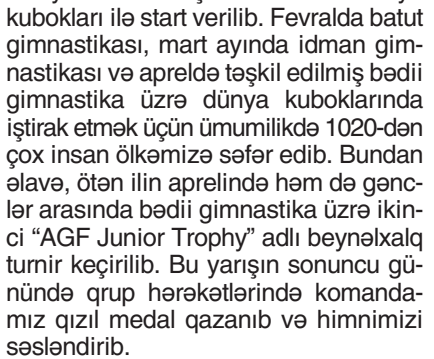 kubokları ilə start verilib. Fevralda batut
gimnastikası, mart ayında idman gim-
nastikası və apreldə təşkil edilmiş bədii
gimnastika üzrə dünya kuboklarında
iştirak etmək üçün ümumilikdə 1020-dən
çox insan ölkəmizə səfər edib. Bundan
əlavə, ötən ilin aprelində həm də gənc-
lər arasında bədii gimnastika üzrə ikin-
ci “AGF Junior Trophy” adlı beynəlxalq
turnir keçirilib. Bu yarışın sonuncu gü-
nündə qrup hərəkətlərində komanda-
mız qızıl medal qazanıb və himnimizi
səsləndirib.